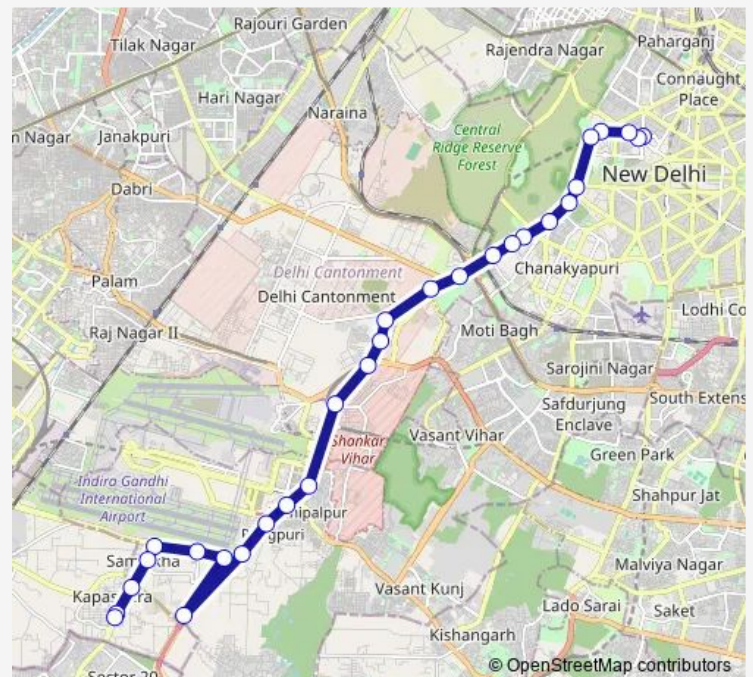 Rajouri Garden
Tilak Nagar
Paharganj
Rajendra Nagar
Connaught
Place
Hari Nagar
Naraina
n Nagar
Janakpuri
Central
Ridge Reserve
Forest
New Delhi
Dabri
Delhi Cantonment
Chanakyapuri
Palam
Delhi Cantonment
Lodhi Co
Raj Nagar II
Moti Bagh
Sarojini Nagar
Safdurjung
Enclave
South Extens
Shankar
Vihar
Vasant Vihar
Green Park
Indira Gandhi
International
Airport
Shahpur Jat
Malviya Nagar
Vasant Kunj
Lado Sarai
Saket
Kishangarh
Sector 20
© OpenStreetMap contributors